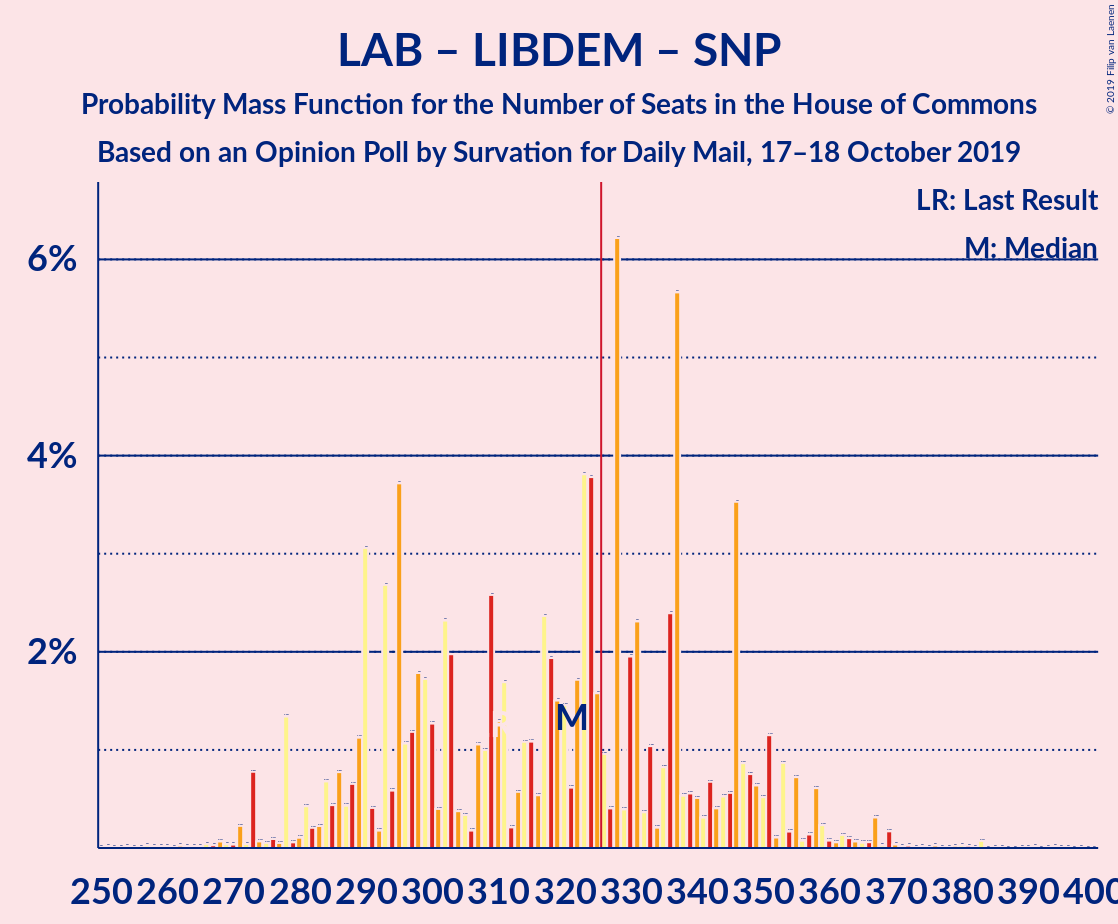 LAB – LIBDEM – SNP
Probability Mass Function for the Number of Seats in the House of Commons
Based on an Opinion Poll by Survation for Daily Mail, 17–18 October 2019
© 2019 Filip van Laenen
LR: Last Result
M: Median
6%
4%
2%
M
250 260 270 280 290 300 310 320 330 340 350 360 370 380 390 400